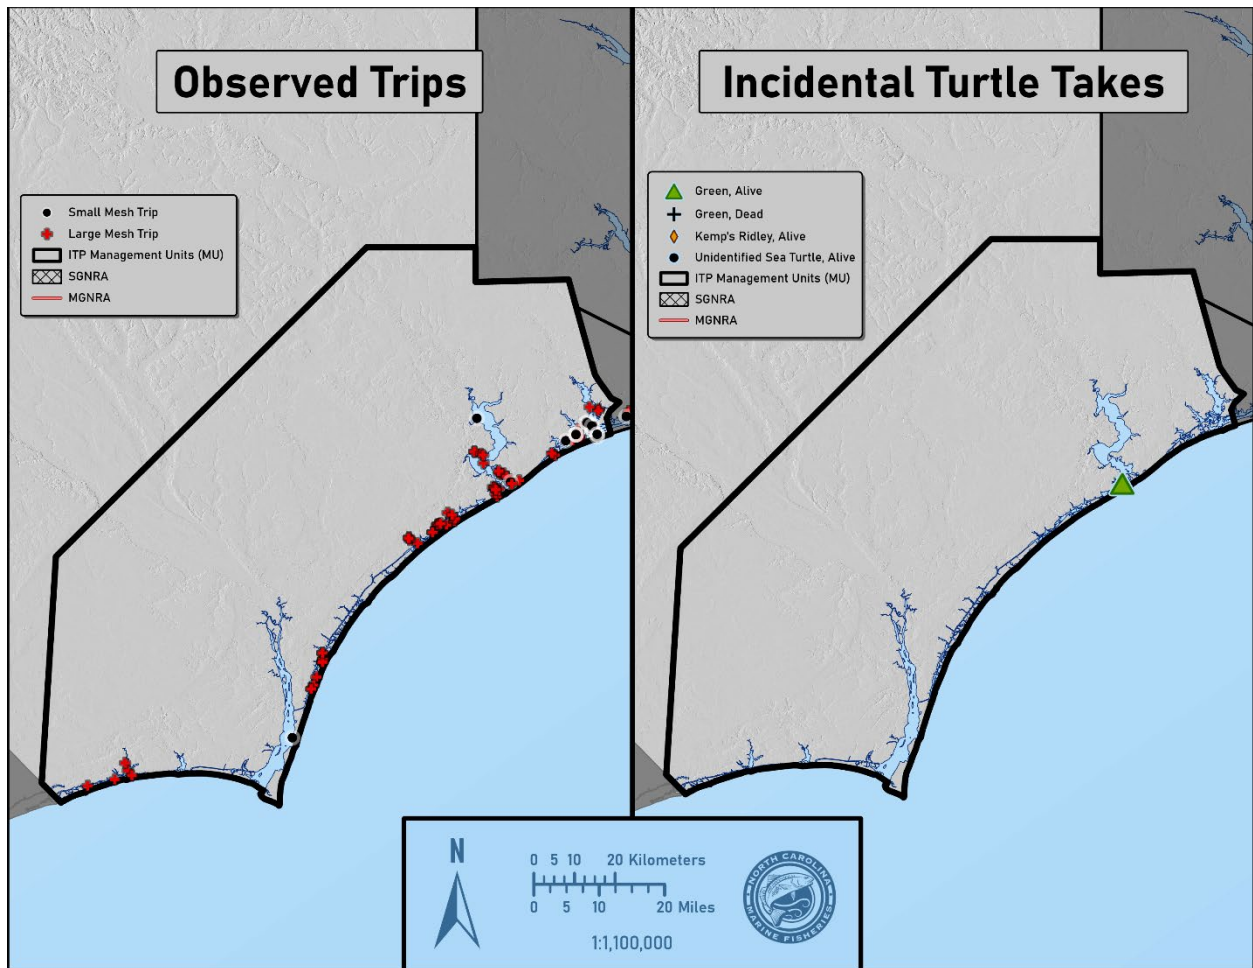 Observed Trips
Small Mesh Trip
Large Mesh Trip
ITP Management Units (MU)
SGNRA
MGNRA
Incidental Turtle Takes
Green, Alive
Green, Dead
Kemp's Ridley, Alive
Unidentified Sea Turtle, Alive
ITP Management Units (MU)
SGNRA
MGNRA
N
0 5 10 20 Kilometers
0 5 10 20 Miles
1:1,100,000
NORTH CAROLINA
MARINE FISHERIES